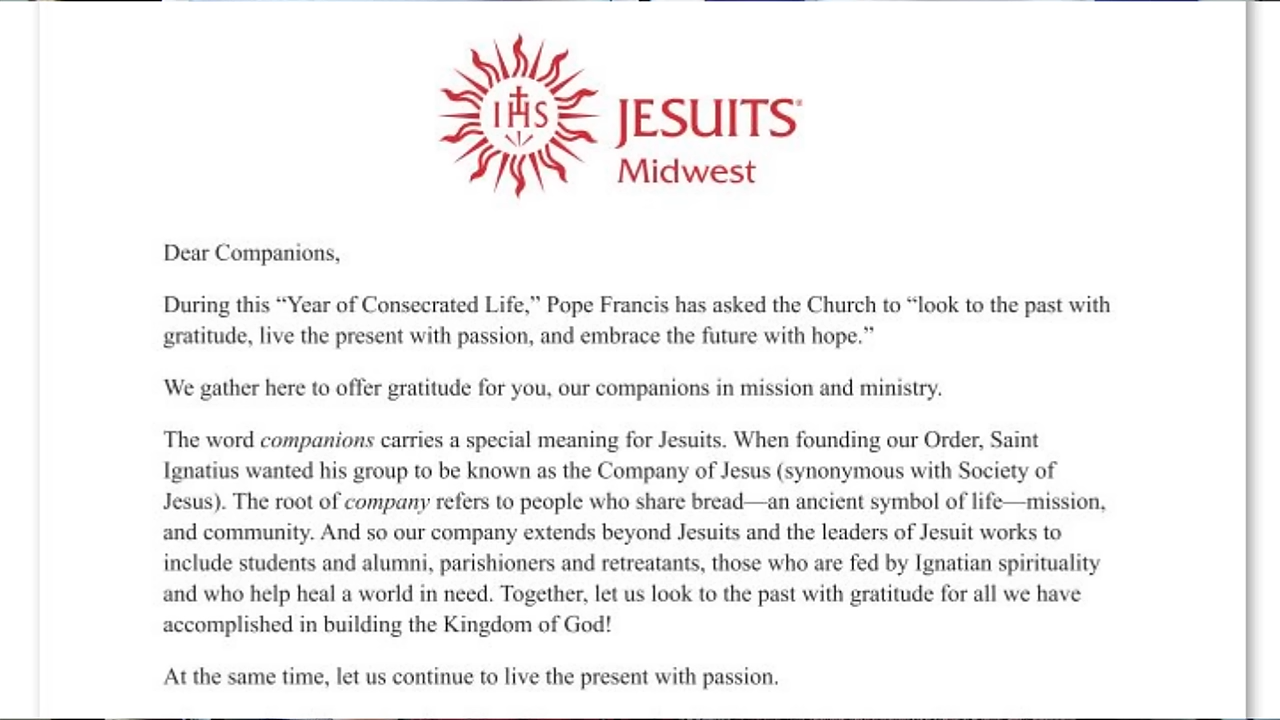 IHS
JESUITS®
Midwest
Dear Companions,
During this “Year of Consecrated Life,” Pope Francis has asked the Church to “look to the past with
gratitude, live the present with passion, and embrace the future with hope.”
We gather here to offer gratitude for you, our companions in mission and ministry.
The word companions carries a special meaning for Jesuits. When founding our Order, Saint
Ignatius wanted his group to be known as the Company of Jesus (synonymous with Society of
Jesus). The root of company refers to people who share bread—an ancient symbol of life—mission,
and community. And so our company extends beyond Jesuits and the leaders of Jesuit works to
include students and alumni, parishioners and retreatants, those who are fed by Ignatian spirituality
and who help heal a world in need. Together, let us look to the past with gratitude for all we have
accomplished in building the Kingdom of God!
At the same time, let us continue to live the present with passion.